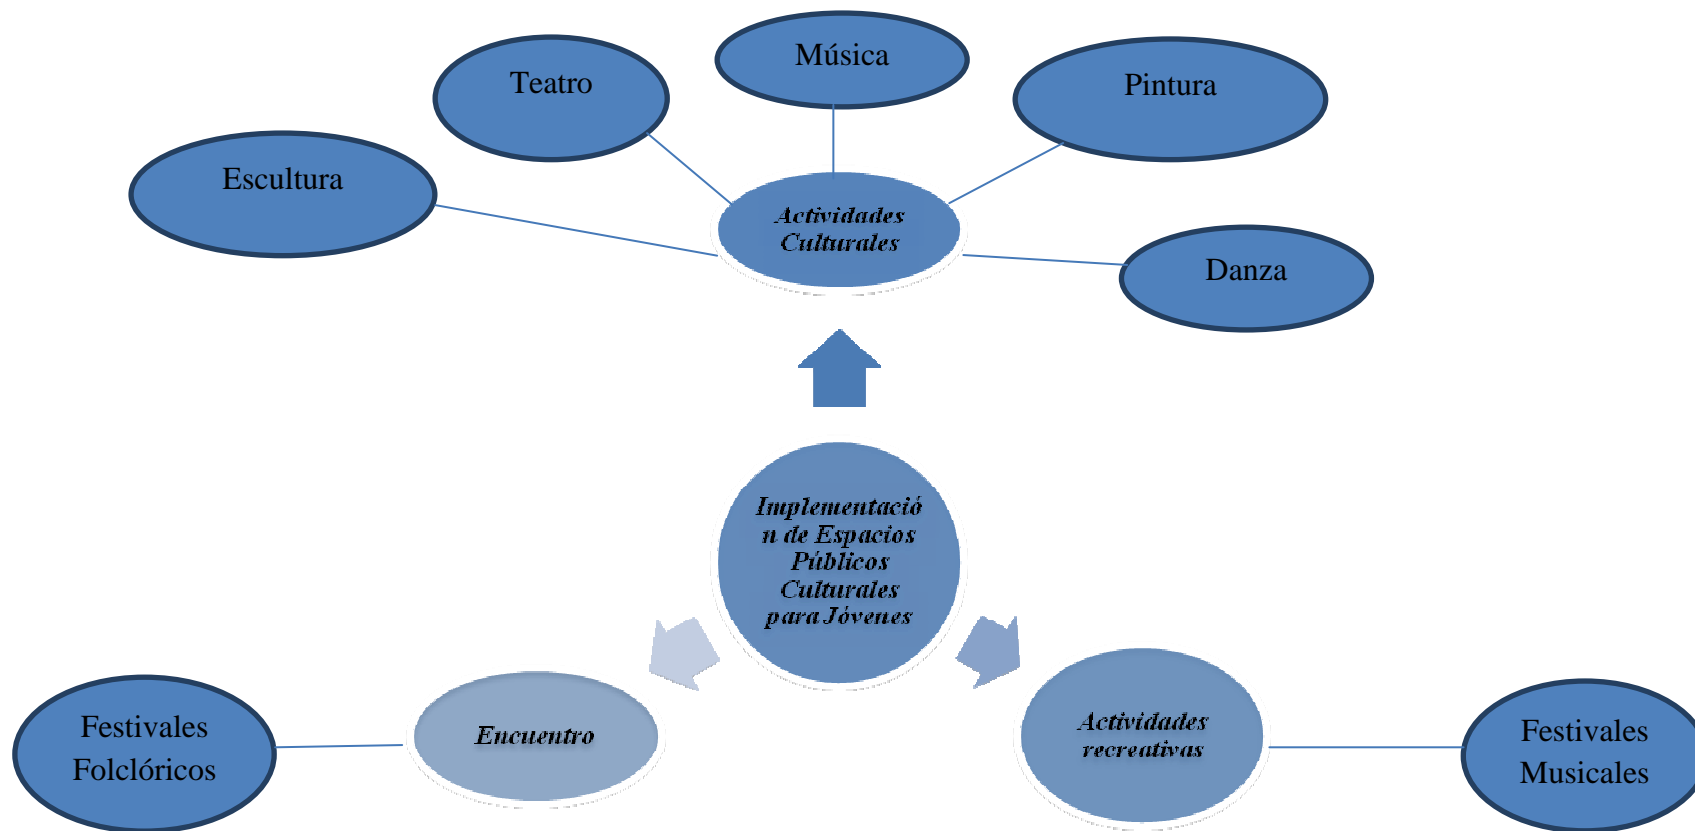 Música
Teatro
Pintura
Escultura
Actividades
Culturales
Danza
Implementació
n de Espacios
Públicos
Culturales
para Jóvenes
Festivales
Folclóricos
Encuentro
Actividades
recreativas
Festivales
Musicales